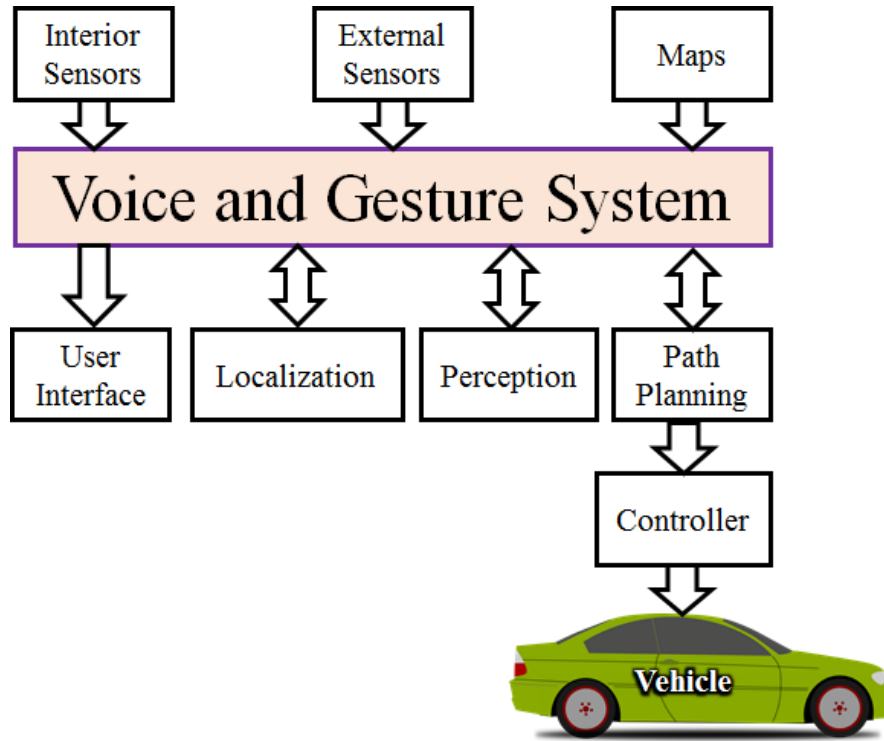 Interior
Sensors
External
Sensors
Maps
Voice and Gesture System
User
Interface
Localization
Perception
Path
Planning
Controller
Vehicle